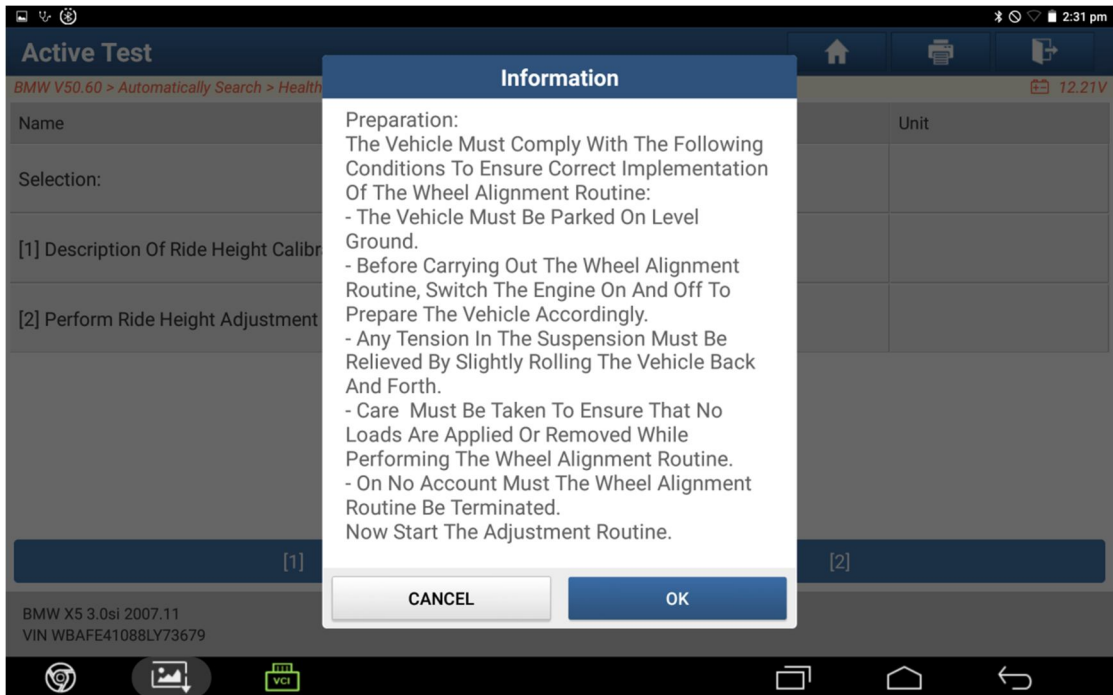 2:31 pm
Active Test
BMW V50.60 > Automatically Search > Health
12.21V
Name
Unit
Selection:
[1] Description Of Ride Height Calibr
[2] Perform Ride Height Adjustment
Information
Preparation:
The Vehicle Must Comply With The Following
Conditions To Ensure Correct Implementation
Of The Wheel Alignment Routine:
- The Vehicle Must Be Parked On Level
Ground.
- Before Carrying Out The Wheel Alignment
Routine, Switch The Engine On And Off To
Prepare The Vehicle Accordingly.
- Any Tension In The Suspension Must Be
Relieved By Slightly Rolling The Vehicle Back
And Forth.
- Care  Must Be Taken To Ensure That No
Loads Are Applied Or Removed While
Performing The Wheel Alignment Routine.
- On No Account Must The Wheel Alignment
Routine Be Terminated.
Now Start The Adjustment Routine.
CANCEL
OK
[1]
[2]
BMW X5 3.0si 2007.11
VIN WBAFE41088LY73679
VCI